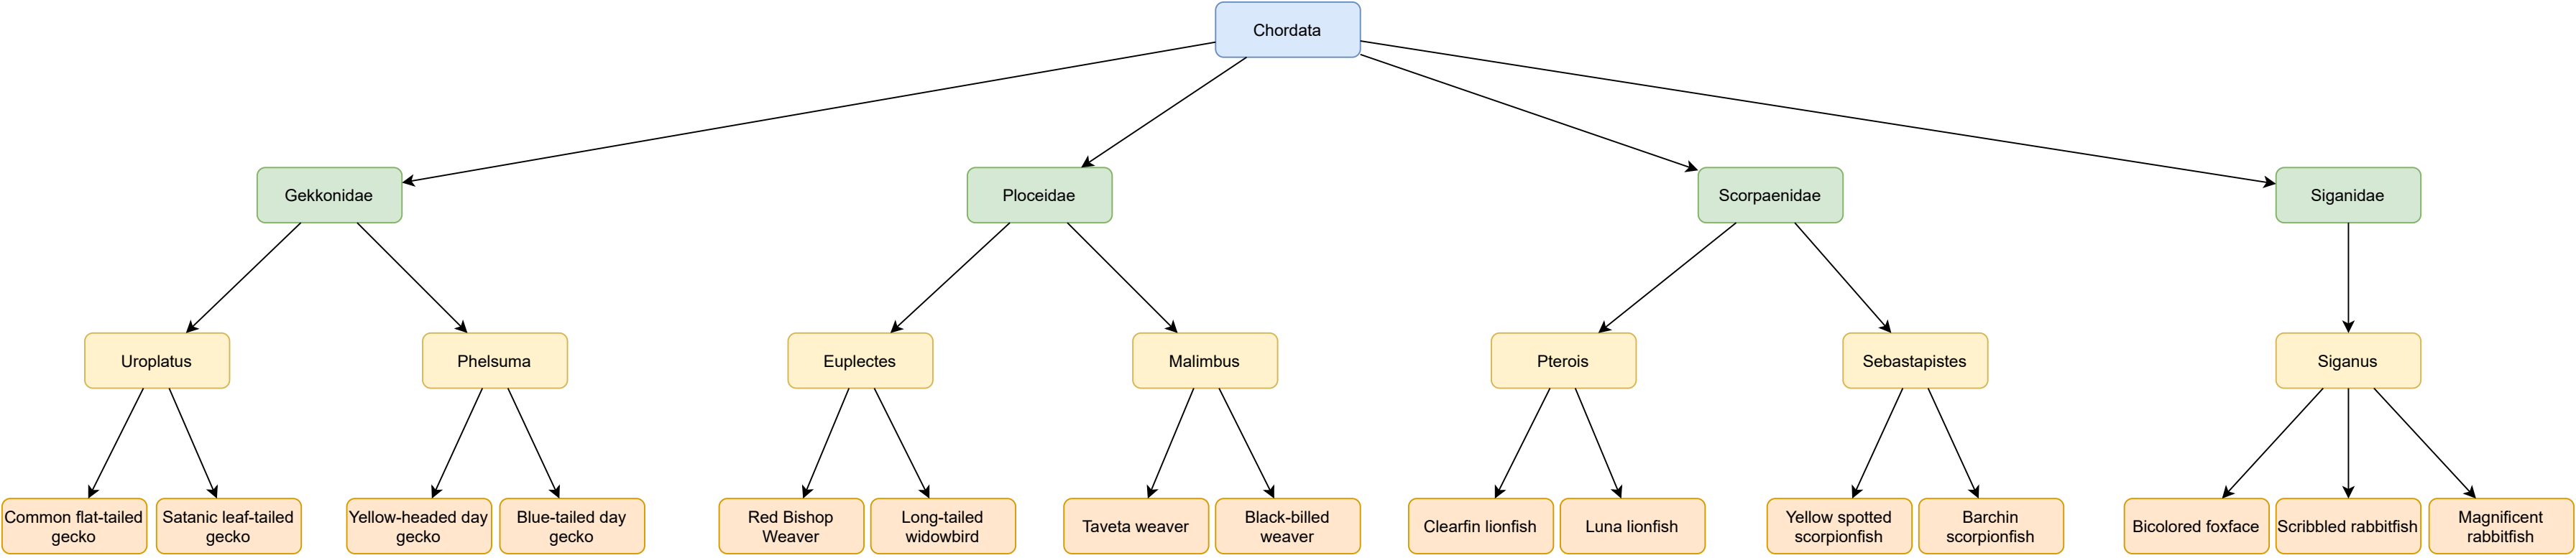 Chordata
Gekkonidae
Ploceidae
Scorpaenidae
Siganidae
Uroplatus
Phelsuma
Euplectes
Malimbus
Pterois
Sebastapistes
Siganus
Common flat-tailed
gecko
Satanic leaf-tailed
gecko
Yellow-headed day
gecko
Blue-tailed day
gecko
Red Bishop
Weaver
Long-tailed
widowbird
Taveta weaver
Black-billed
weaver
Clearfin lionfish
Luna lionfish
Yellow spotted
scorpionfish
Barchin
scorpionfish
Bicolored foxface
Scribbled rabbitfish
Magnificent
rabbitfish